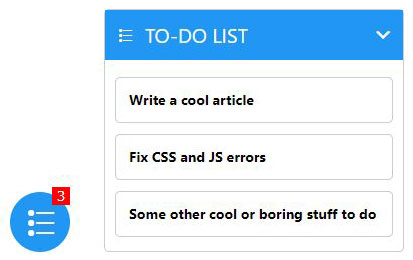 TO-DO LIST
Write a cool article
Fix CSS and JS errors
Some other cool or boring stuff to do
3